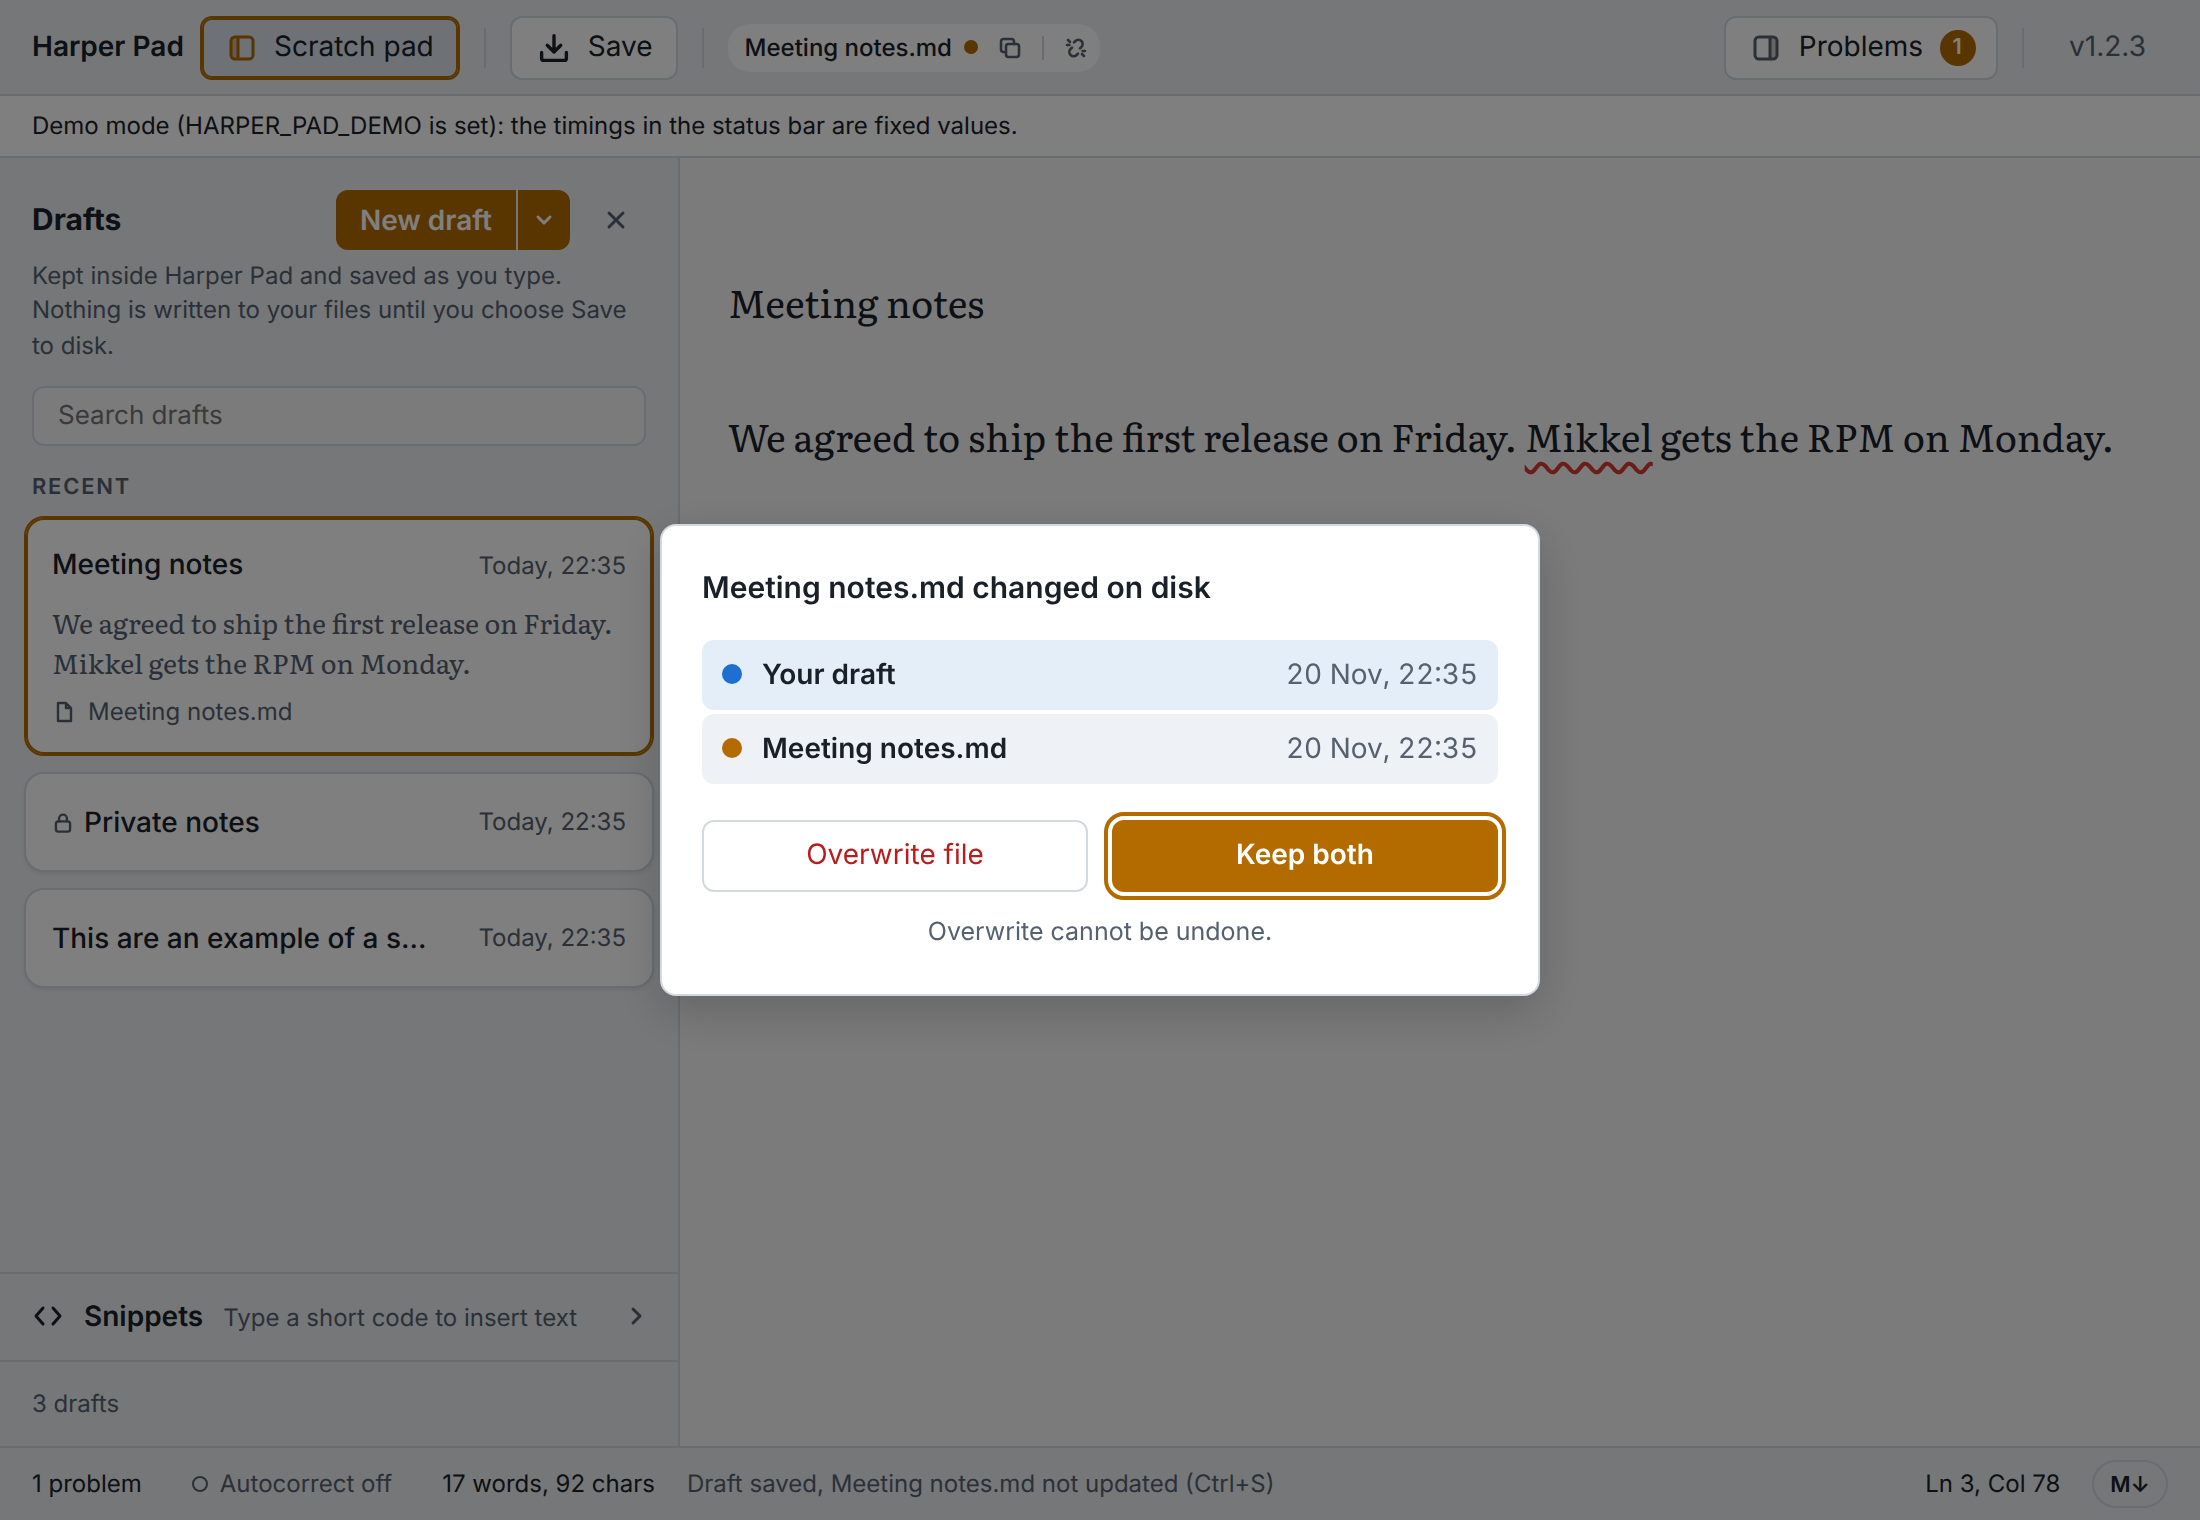 Harper Pad
Scratch pad
Save
Meeting notes.md
Problems 1
v1.2.3
Demo mode (HARPER_PAD_DEMO is set): the timings in the status bar are fixed values.
Drafts
New draft
Kept inside Harper Pad and saved as you type.
Nothing is written to your files until you choose Save
to disk.
Search drafts
RECENT
Meeting notes
Today, 22:35
We agreed to ship the first release on Friday.
Mikkel gets the RPM on Monday.
Meeting notes.md
Private notes
Today, 22:35
This are an example of a s...
Today, 22:35
Snippets
Type a short code to insert text
3 drafts
Meeting notes
We agreed to ship the first release on Friday. Mikkel gets the RPM on Monday.
Meeting notes.md changed on disk
Your draft
20 Nov, 22:35
Meeting notes.md
20 Nov, 22:35
Overwrite file
Keep both
Overwrite cannot be undone.
1 problem
Autocorrect off
17 words, 92 chars
Draft saved, Meeting notes.md not updated (Ctrl+S)
Ln 3, Col 78
M↓